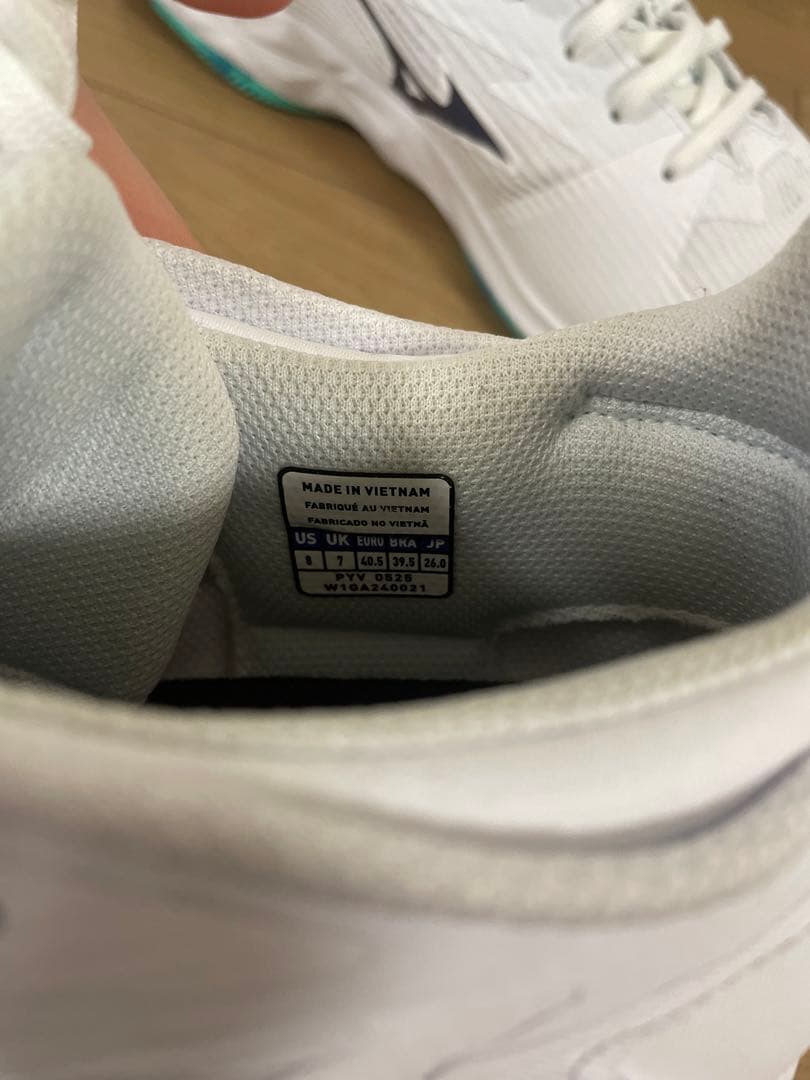 MADE IN VIETNAM
FABRIQUÉ AU VIETNAM
FABRICADO NO VIETNÃ
US UK EURO BRA JP
8 7 40.5 39.5 26.0
PYV 0525
W1GA240021